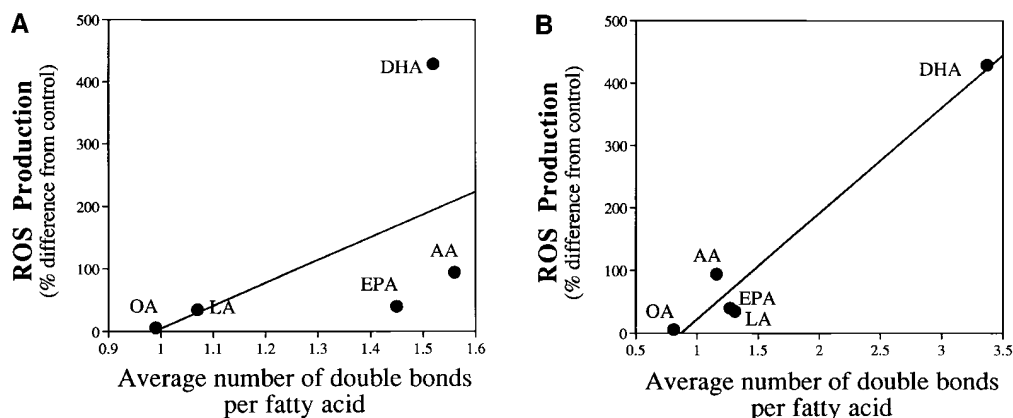 A
ROS Production
(% difference from control)
500
400
300
200
100
0
DHA
AA
EPA
OA
LA
0.9
1
1.1
1.2
1.3
1.4
1.5
1.6
Average number of double bonds
per fatty acid
B
ROS Production
(% difference from control)
500
400
300
200
100
0
DHA
AA
EPA
OA
LA
0.5
1
1.5
2
2.5
3
3.5
Average number of double bonds
per fatty acid